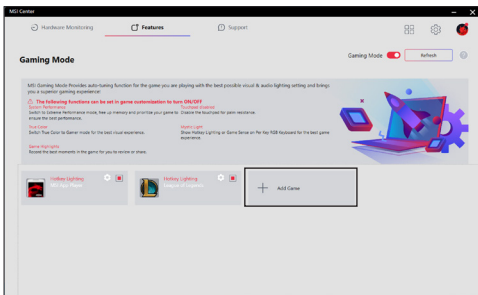 MSI Center
Hardware Monitoring
Features
Support
Gaming Mode
Gaming Mode
Refresh
MSI Gaming Mode Provides auto-tuning function for the game you are playing with the best possible visual & audio lighting setting and brings
you a superior gaming experience!
The following functions can be set in game customization to turn ON/OFF
Switch Performance
Switch to Extreme Performance mode, free up memory and prioritize your game to
ensure the best performance.
Touchpad Disabled
Disable the touchpad for palm resistance.
True Color
Switch True Color to Gamer mode for the best visual experience.
Mystic Light
Show Hotkey Lighting or Game Sense on Per Key RGB Keyboard for the best game
experience.
Game Highlights
Record the best moments in the game for you to review or share.
Hotkey Lighting
MSI App Player
Hotkey Lighting
League of Legends
Add Game